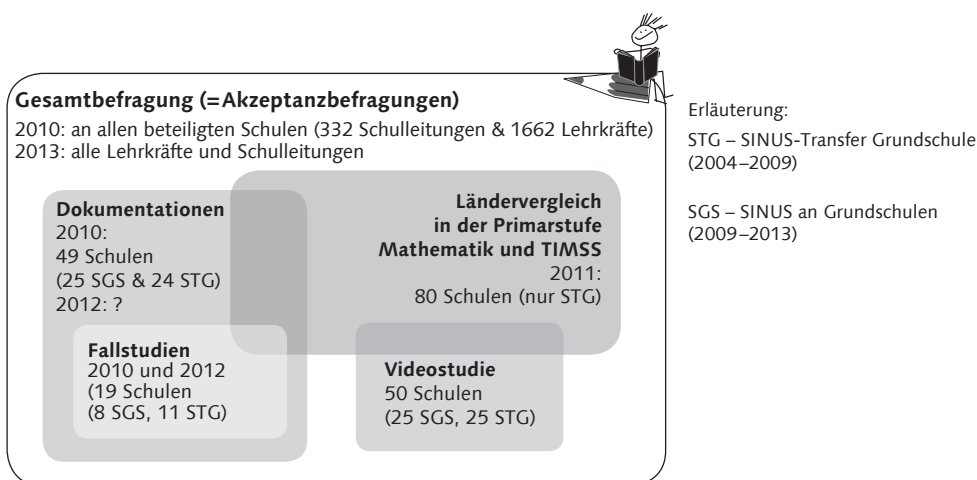 Gesamtbefragung (=Akzeptanzbefragungen)
2010: an allen beteiligten Schulen (332 Schulleitungen & 1662 Lehrkräfte)
2013: alle Lehrkräfte und Schulleitungen
Dokumentationen
2010:
49 Schulen
(25 SGS & 24 STG)
2012: ?
Ländervergleich
in der Primarstufe
Mathematik und TIMSS
2011:
80 Schulen (nur STG)
Fallstudien
2010 und 2012
(19 Schulen
(8 SGS, 11 STG)
Videostudie
50 Schulen
(25 SGS, 25 STG)
Erläuterung:
STG – SINUS-Transfer Grundschule
(2004–2009)
SGS – SINUS an Grundschulen
(2009–2013)